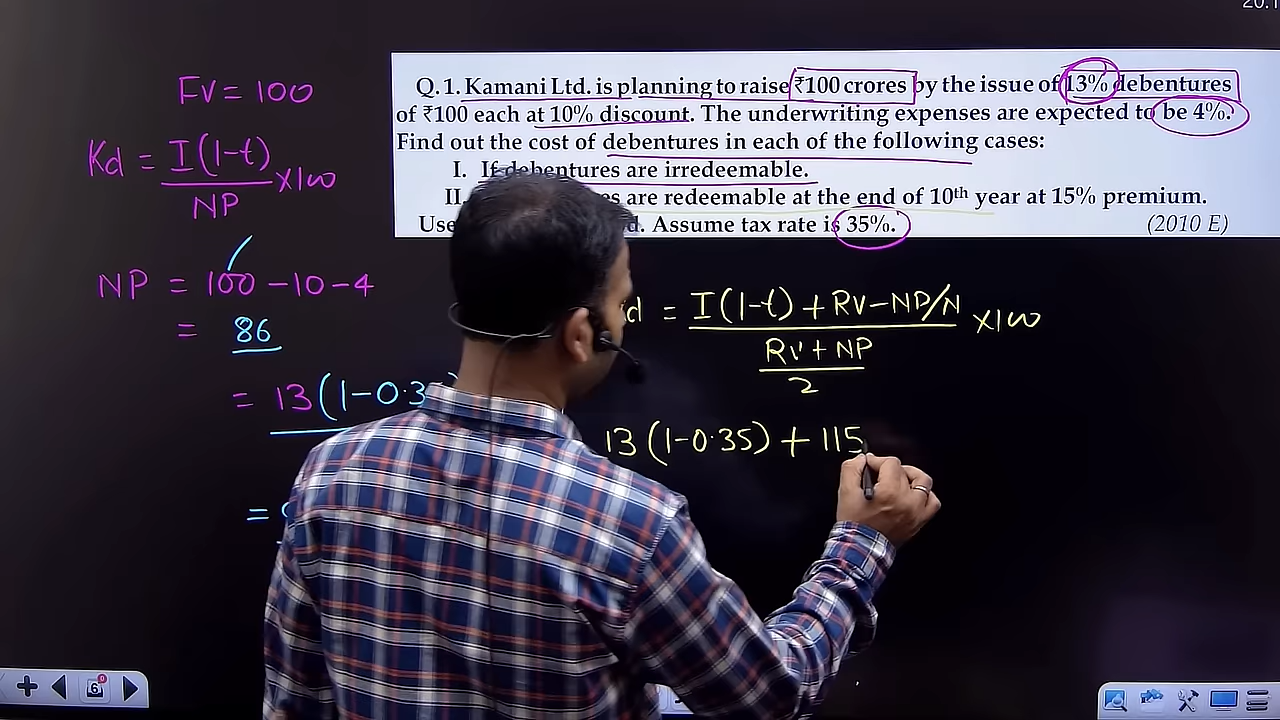 20.1
Q. 1. Kamani Ltd. is planning to raise ₹100 crores by the issue of 13% debentures
of ₹100 each at 10% discount. The underwriting expenses are expected to be 4%.
Find out the cost of debentures in each of the following cases:
I. If debentures are irredeemable.
II. are redeemable at the end of 10th year at 15% premium.
Assume tax rate is 35%. (2010 E)
FV = 100
Kd = I(1-t) / NP ×100
NP = 100 - 10 - 4
= 86
= 13(1-0.3
=
d = I(1-t) + RV-NP/N ×100
RV + NP
2
13(1-0.35) + 115
6